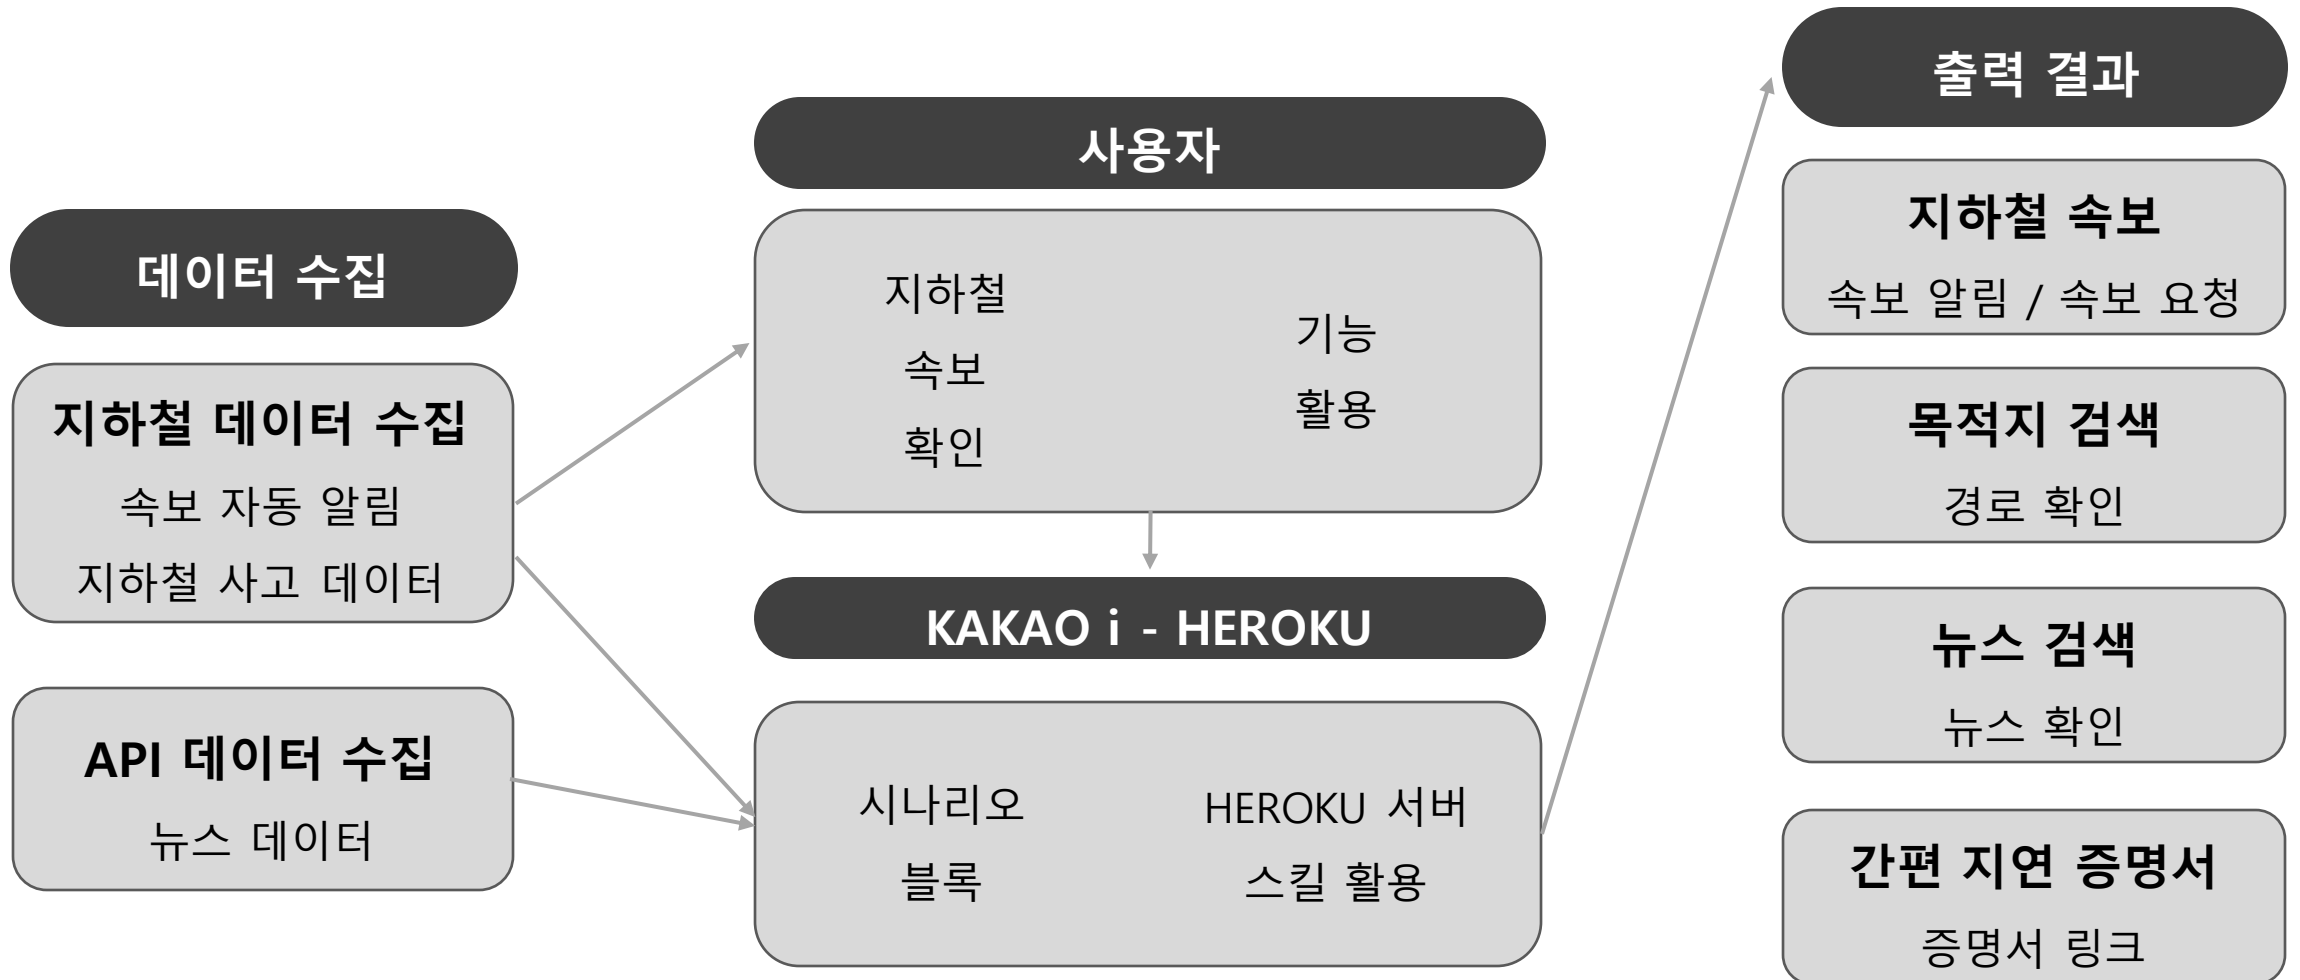 데이터 수집
지하철 데이터 수집
속보 자동 알림
지하철 사고 데이터
API 데이터 수집
뉴스 데이터
사용자
지하철
속보
확인
기능
활용
KAKAO i - HEROKU
시나리오
블록
HEROKU 서버
스킬 활용
출력 결과
지하철 속보
속보 알림 / 속보 요청
목적지 검색
경로 확인
뉴스 검색
뉴스 확인
간편 지연 증명서
증명서 링크